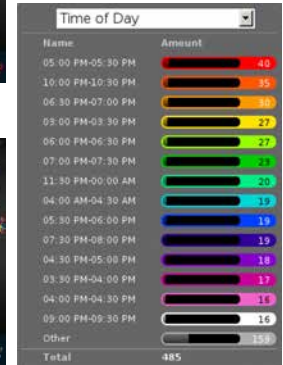 Time of Day
Name Amount
05:00 PM-05:30 PM 40
10:00 PM-10:30 PM 35
06:30 PM-07:00 PM 30
03:00 PM-03:30 PM 27
06:00 PM-06:30 PM 27
07:00 PM-07:30 PM 23
11:30 PM-00:00 AM 20
04:00 AM-04:30 AM 19
05:30 PM-06:00 PM 19
07:30 PM-08:00 PM 19
04:30 PM-05:00 PM 18
03:30 PM-04:00 PM 17
04:00 PM-04:30 PM 16
09:00 PM-09:30 PM 16
Other 159
Total 485